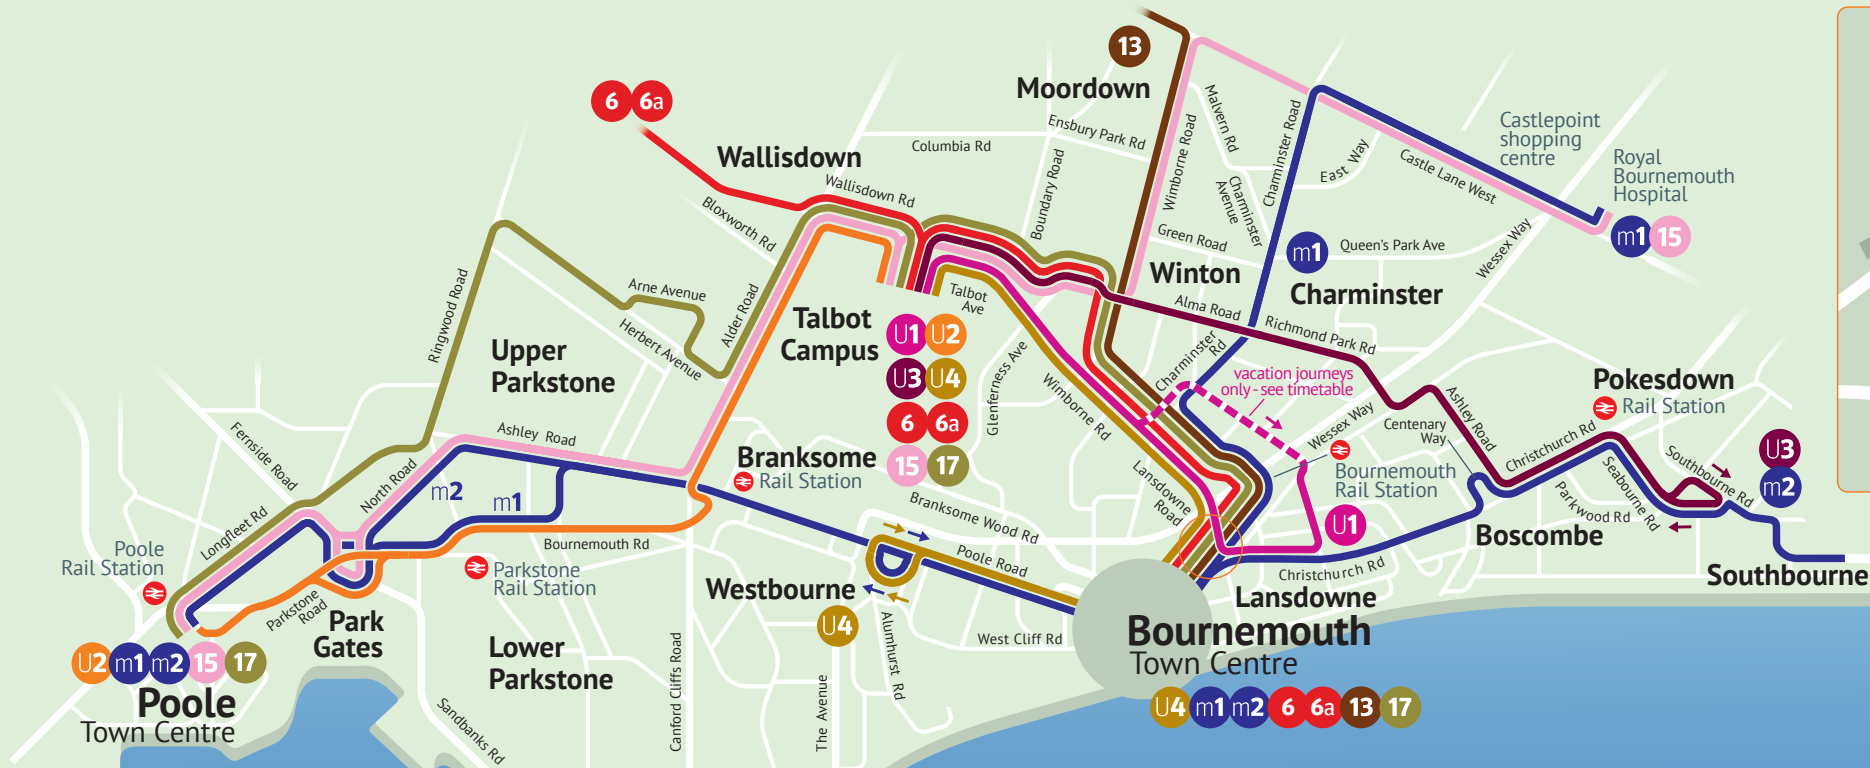 13
Moordown
6 6a
Wallisdown
Columbia Rd
Ensbury Park Rd
Malvern Rd
Wimborne Road
Charminster Road
Charminster
Avenue
East Way
Castle Lane West
Castlepoint
shopping
centre
Royal
Bournemouth
Hospital
m1 15
Wallisdown Rd
Bloxworth Rd
Boundary Road
Green Road
m1
Queen's Park Ave
Wessex Way
Winton
Charminster
Ringwood Road
Arne Avenue
Herbert Avenue
Alder Road
Talbot
Ave
Alma Road
Richmond Park Rd
Talbot
Campus
U1 U2
U3 U4
6 6a
15 17
Upper
Parkstone
Glenferness Ave
Wimborne Rd
Charminster
Rd
vacation journeys
only - see timetable
Wessex Way
Centenary
Way
Ashley Road
Pokesdown
Rail Station
Christchurch Rd
Southbourne Rd
Seabourne Rd
Parkwood Rd
U3
m2
Fernside Road
North Road
Ashley Road
m2
m1
Branksome
Rail Station
Lansdowne
Road
Bournemouth
Rail Station
U1
Longfleet Rd
Branksome Wood Rd
Bournemouth Rd
Poole Road
Boscombe
Christchurch Rd
Southbourne
Poole
Rail Station
Parkstone
Rail Station
Parkstone
Road
Park
Gates
Westbourne
U4
Lansdowne
U2 m1 m2 15 17
Poole
Town Centre
Lower
Parkstone
Sandbanks Rd
Canford Cliffs Road
The Avenue
Alumhurst Rd
West Cliff Rd
Bournemouth
Town Centre
U4 m1 m2 6 6a 13 17